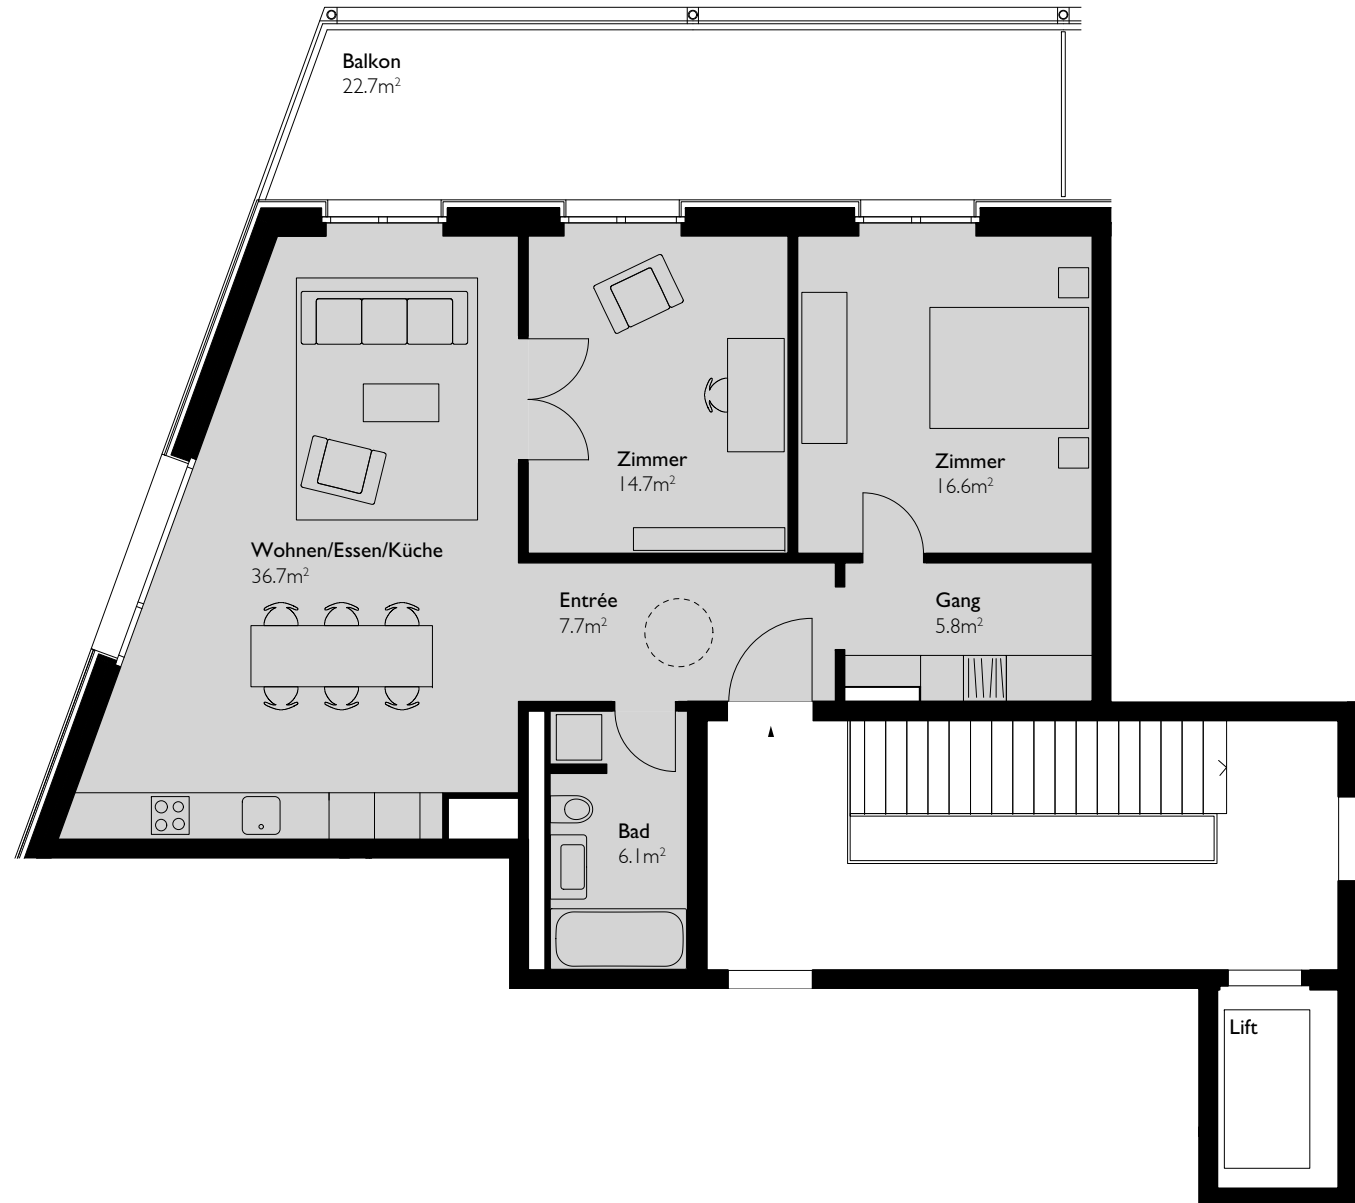 Balkon
22.7m²
Zimmer
14.7m²
Zimmer
16.6m²
Wohnen/Essen/Küche
36.7m²
Entrée
7.7m²
Gang
5.8m²
Bad
6.1m²
Lift